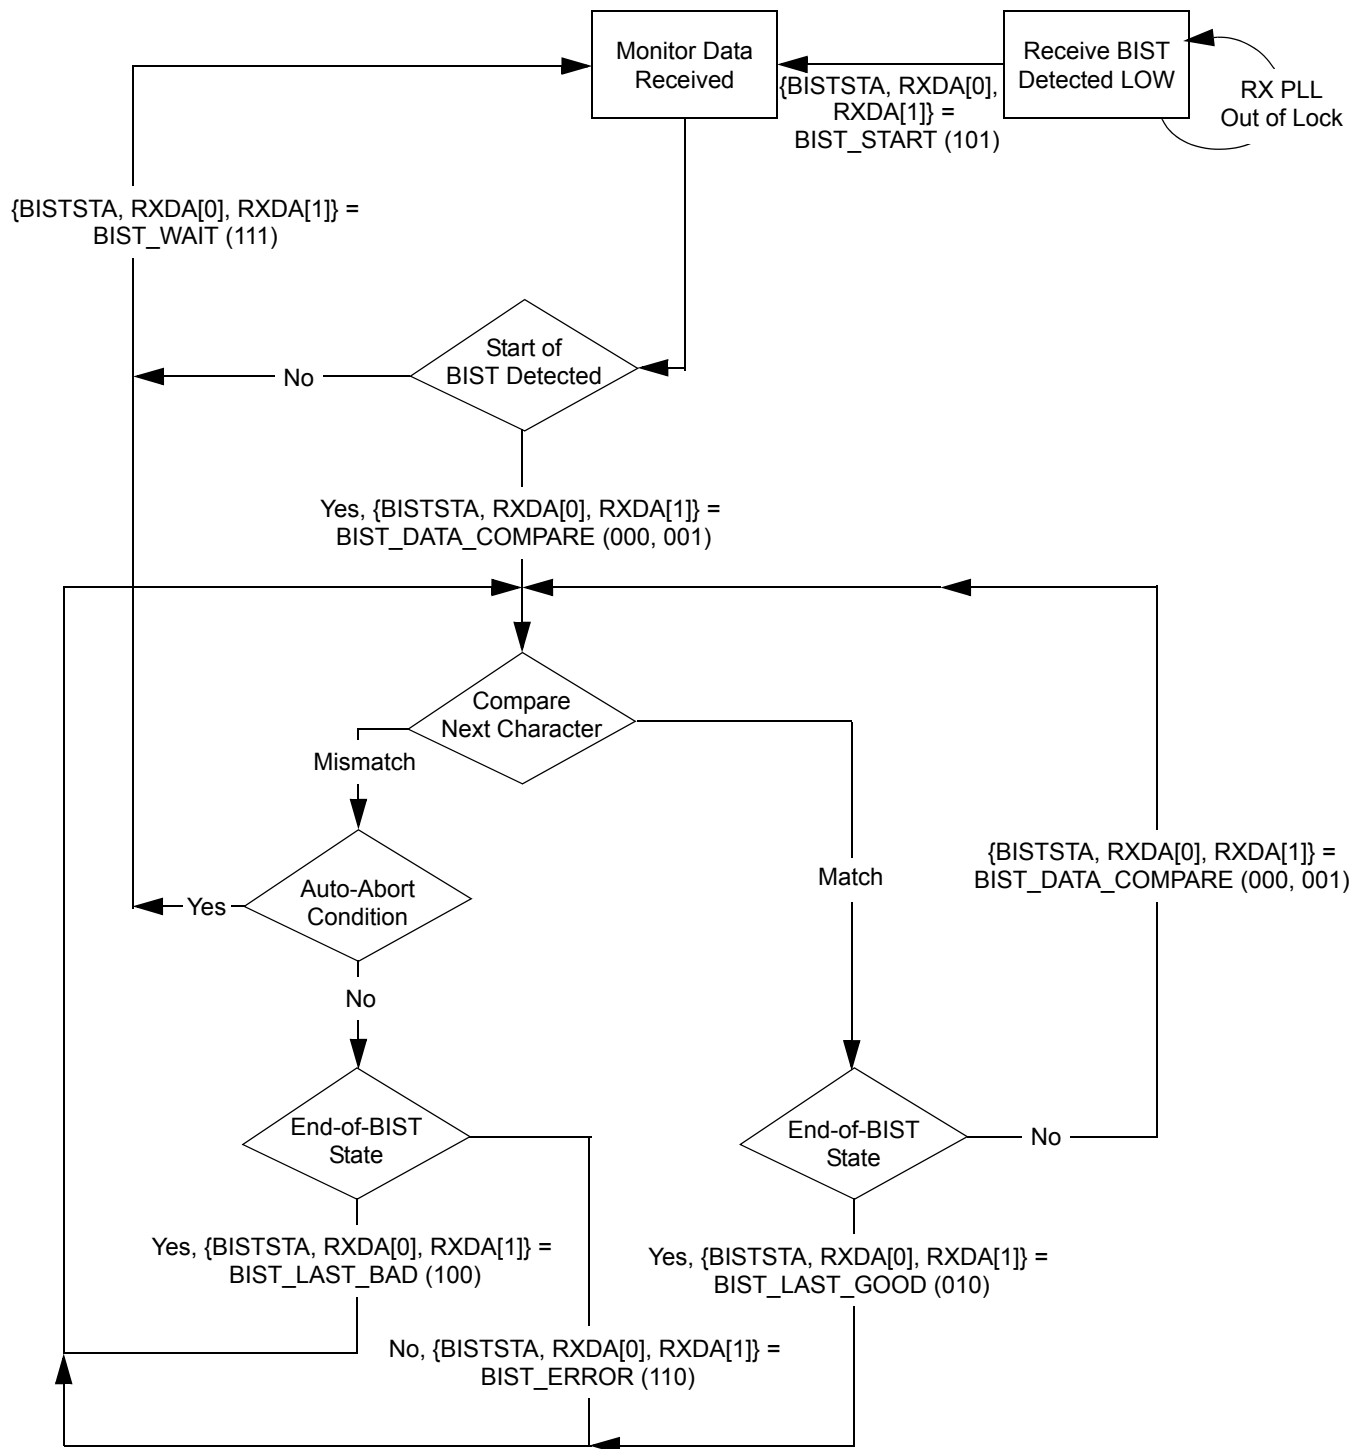 Monitor Data
Received
Receive BIST
Detected LOW
RX PLL
Out of Lock
{BISTSTA, RXDA[0],
RXDA[1]} =
BIST_START (101)
{BISTSTA, RXDA[0], RXDA[1]} =
BIST_WAIT (111)
Start of
BIST Detected
No
Yes, {BISTSTA, RXDA[0], RXDA[1]} =
BIST_DATA_COMPARE (000, 001)
Compare
Next Character
Mismatch
Match
{BISTSTA, RXDA[0], RXDA[1]} =
BIST_DATA_COMPARE (000, 001)
Auto-Abort
Condition
Yes
No
End-of-BIST
State
End-of-BIST
State
No
Yes, {BISTSTA, RXDA[0], RXDA[1]} =
BIST_LAST_BAD (100)
Yes, {BISTSTA, RXDA[0], RXDA[1]} =
BIST_LAST_GOOD (010)
No, {BISTSTA, RXDA[0], RXDA[1]} =
BIST_ERROR (110)